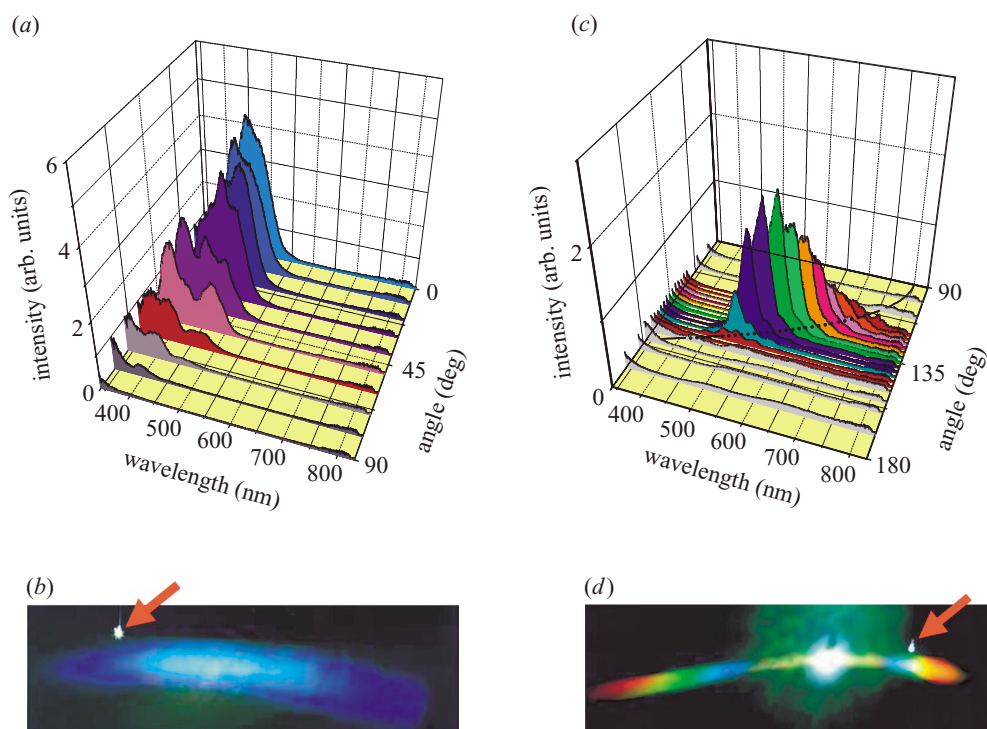 (a)
6
4
2
0
intensity (arb. units)
400
500
600
700
800
wavelength (nm)
0
45
90
angle (deg)
(c)
2
0
intensity (arb. units)
400
500
600
700
800
wavelength (nm)
90
135
180
angle (deg)
(b)
(d)